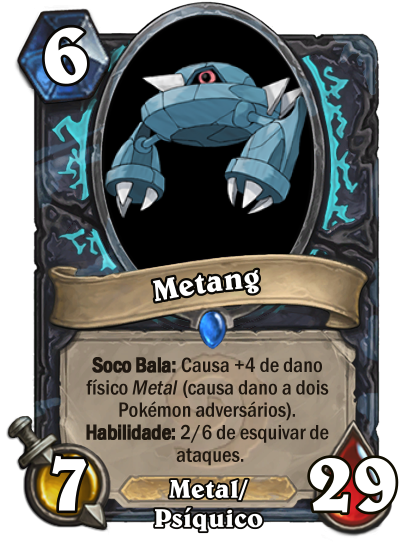 6
Metang
Soco Bala: Causa +4 de dano
físico Metal (causa dano a dois
Pokémon adversários).
Habilidade: 2/6 de esquivar de
ataques.
7
Metal/
Psíquico
29